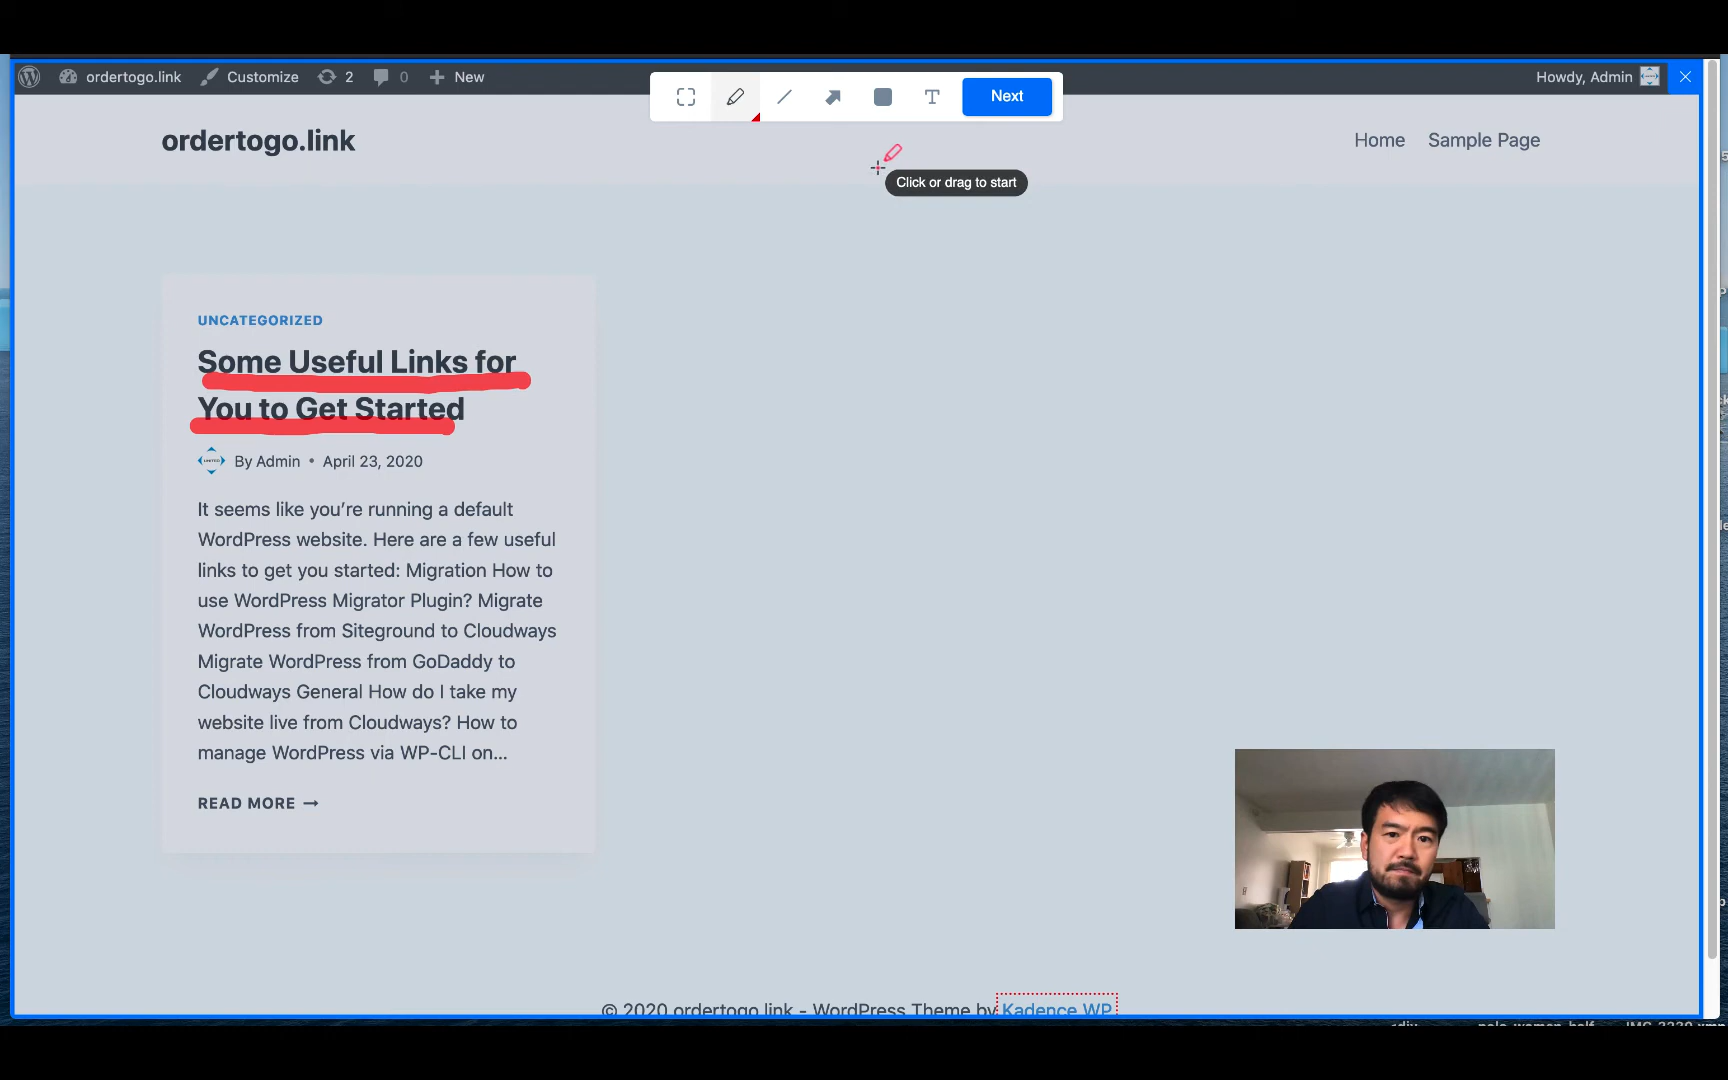 ordertogo.link Customize 2 0 New
Howdy, Admin
Next
ordertogo.link
Home Sample Page
Click or drag to start
UNCATEGORIZED
Some Useful Links for
You to Get Started
By Admin • April 23, 2020
It seems like you’re running a default
WordPress website. Here are a few useful
links to get you started: Migration How to
use WordPress Migrator Plugin? Migrate
WordPress from Siteground to Cloudways
Migrate WordPress from GoDaddy to
Cloudways General How do I take my
website live from Cloudways? How to
manage WordPress via WP-CLI on...
READ MORE →
© 2020 ordertogo.link - WordPress Theme by Kadence WP